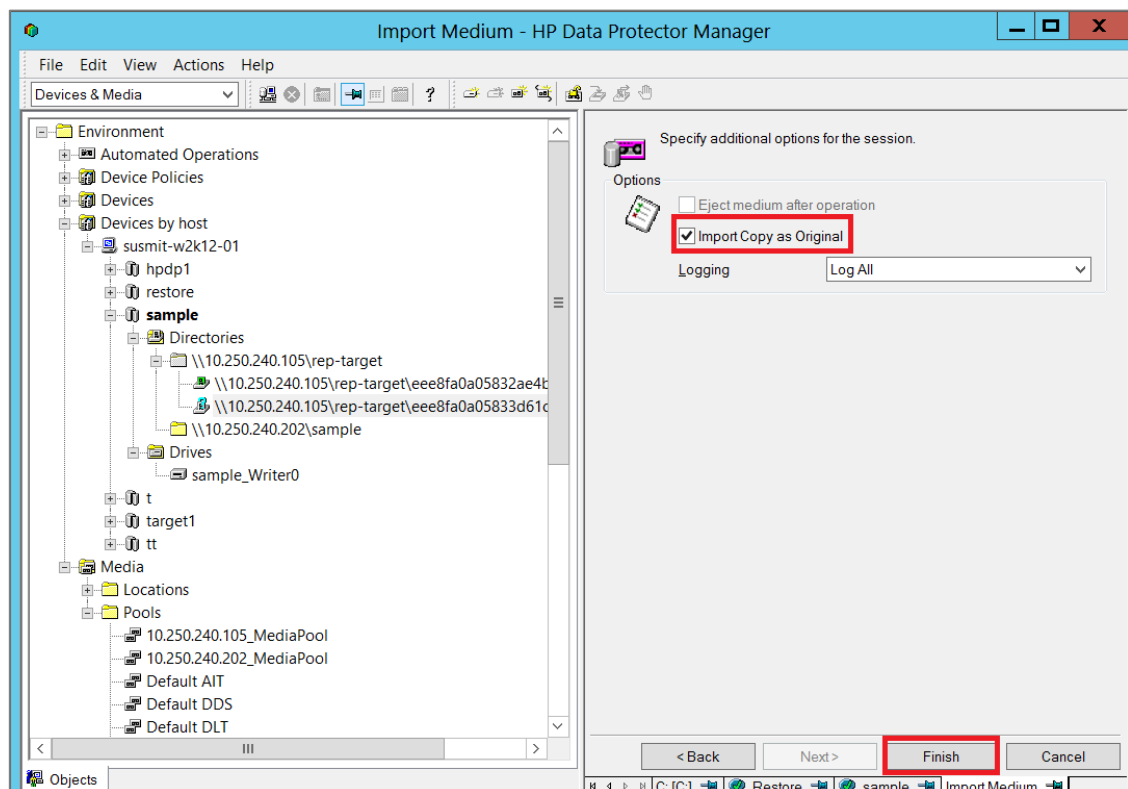 Import Medium - HP Data Protector Manager
X
File Edit View Actions Help
Devices & Media
?
Environment
Automated Operations
Device Policies
Devices
Devices by host
susmit-w2k12-01
hpdp1
restore
sample
Directories
\\10.250.240.105\rep-target
\\10.250.240.105\rep-target\eee8fa0a05832ae4b
\\10.250.240.105\rep-target\eee8fa0a05833d61c
\\10.250.240.202\sample
Drives
sample_Writer0
t
target1
tt
Media
Locations
Pools
10.250.240.105_MediaPool
10.250.240.202_MediaPool
Default AIT
Default DDS
Default DLT
Objects
Specify additional options for the session.
Options
Eject medium after operation
Import Copy as Original
Logging Log All
< Back Next > Finish Cancel
C: [C:] Restore sample Import Medium